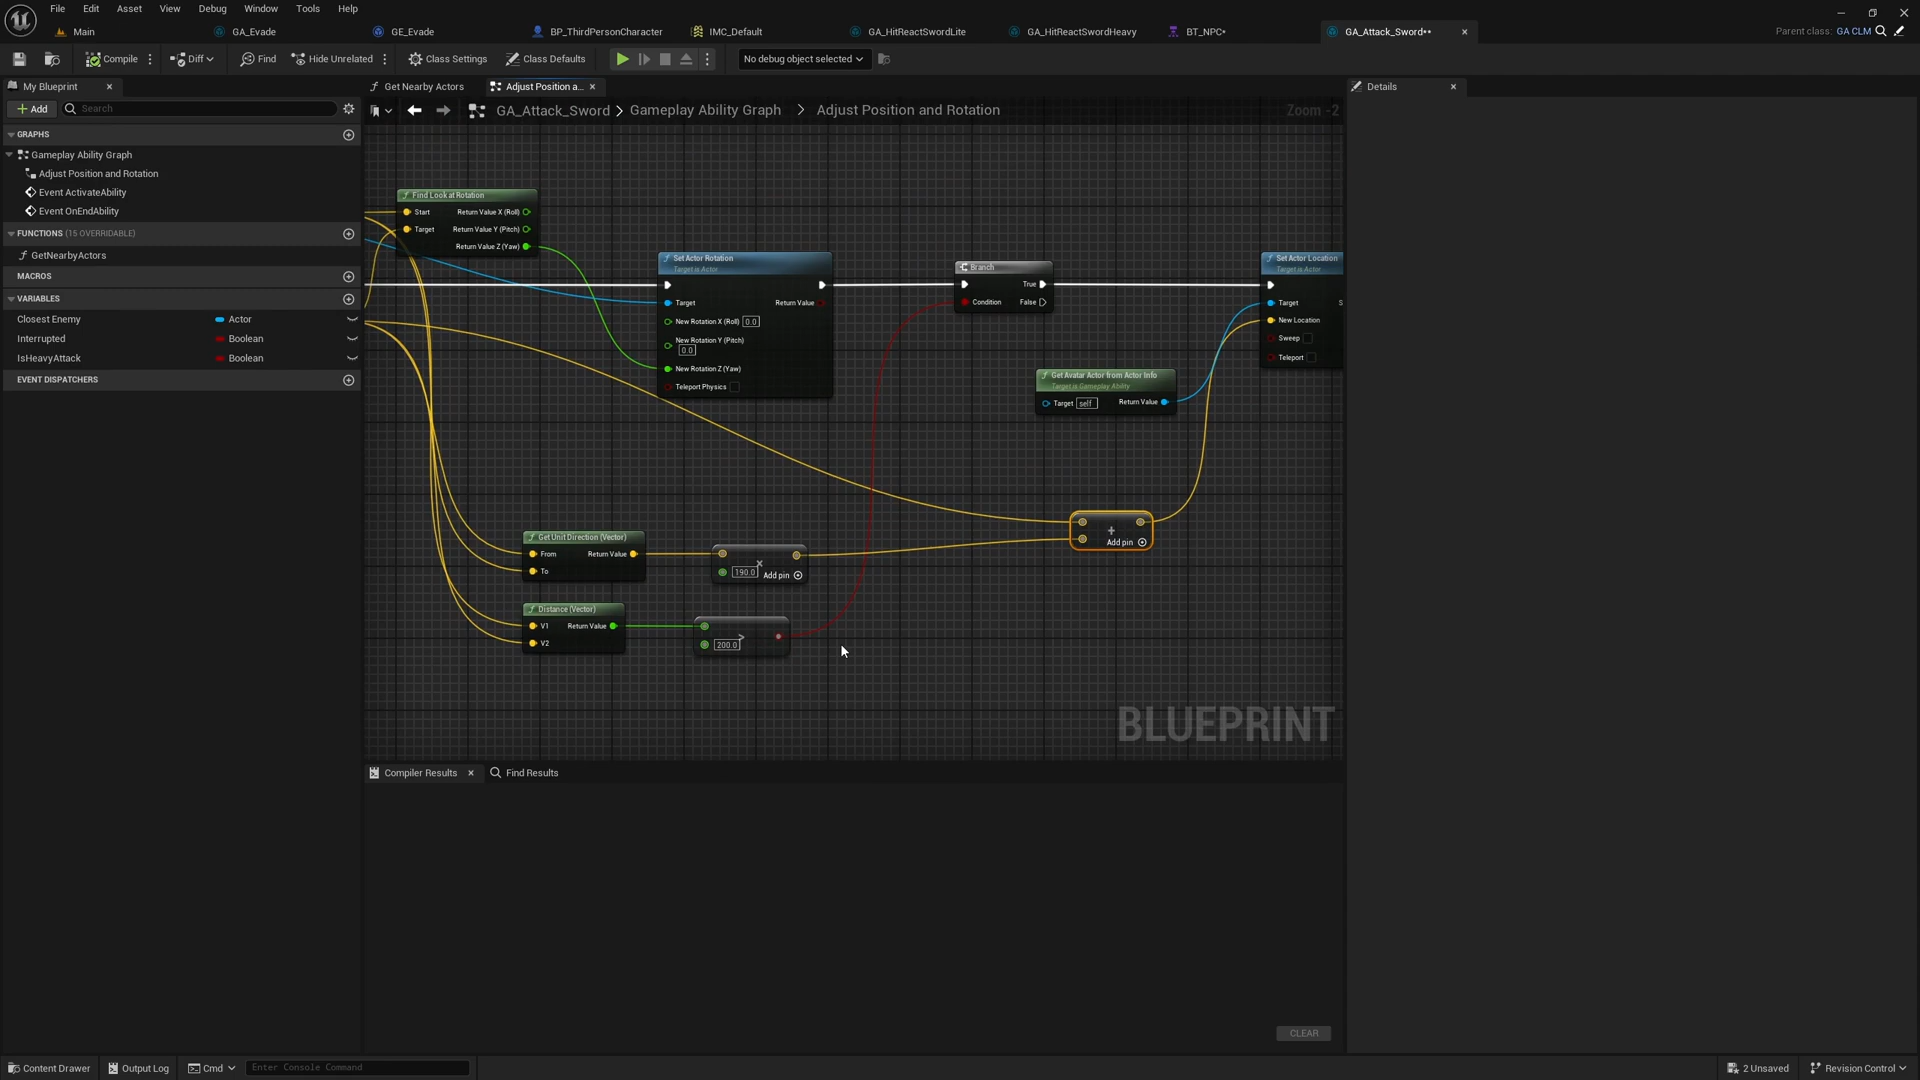 File Edit Asset View Debug Window Tools Help
Main GA_Evade GE_Evade BP_ThirdPersonCharacter IMC_Default GA_HitReactSwordLite GA_HitReactSwordHeavy BT_NPC* GA_Attack_Sword** Parent class: GA CLM
Compile Diff Find Hide Unrelated Class Settings Class Defaults No debug object selected
My Blueprint Get Nearby Actors Adjust Position a... Details
Add Search
GA_Attack_Sword > Gameplay Ability Graph > Adjust Position and Rotation Zoom -2
GRAPHS
Gameplay Ability Graph
Adjust Position and Rotation
Event ActivateAbility
Event OnEndAbility
FUNCTIONS (15 OVERRIDABLE)
GetNearbyActors
MACROS
VARIABLES
Closest Enemy Actor
Interrupted Boolean
IsHeavyAttack Boolean
EVENT DISPATCHERS
Find Look at Rotation
Start Return Value X (Roll)
Target Return Value Y (Pitch)
Return Value Z (Yaw)
Set Actor Rotation
Target is Actor
Target Return Value
New Rotation X (Roll) 0.0
New Rotation Y (Pitch)
0.0
New Rotation Z (Yaw)
Teleport Physics
Branch
True
Condition False
Set Actor Location
Target is Actor
Target S
New Location
Sweep
Teleport
Get Avatar Actor from Actor Info
Target is Gameplay Ability
Target self Return Value
+
Add pin
Get Unit Direction (Vector)
From Return Value
To
×
190.0 Add pin
Distance (Vector)
V1 Return Value
V2
>
200.0
BLUEPRINT
Compiler Results Find Results
CLEAR
Content Drawer Output Log Cmd Enter Console Command 2 Unsaved Revision Control